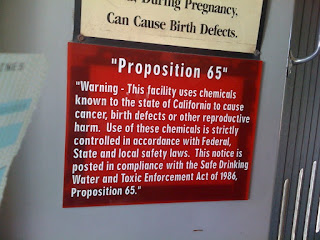 During Pregnancy,
Can Cause Birth Defects.
"Proposition 65"
"Warning - This facility uses chemicals
known to the state of California to cause
cancer, birth defects or other reproductive
harm. Use of these chemicals is strictly
controlled in accordance with Federal,
State and local safety laws. This notice is
posted in compliance with the Safe Drinking
Water and Toxic Enforcement Act of 1986,
Proposition 65."